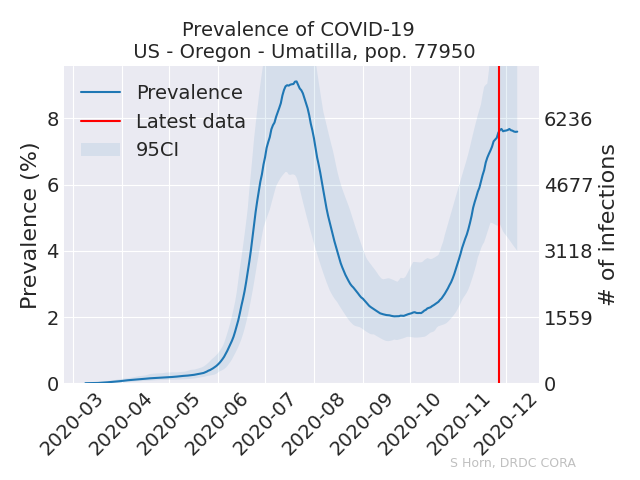 Prevalence of COVID-19
US - Oregon - Umatilla, pop. 77950
Prevalence
Latest data
95CI
Prevalence (%)
8
6
4
2
0
6236
4677
3118
1559
0
# of infections
2020-03
2020-04
2020-05
2020-06
2020-07
2020-08
2020-09
2020-10
2020-11
2020-12
S Horn, DRDC CORA